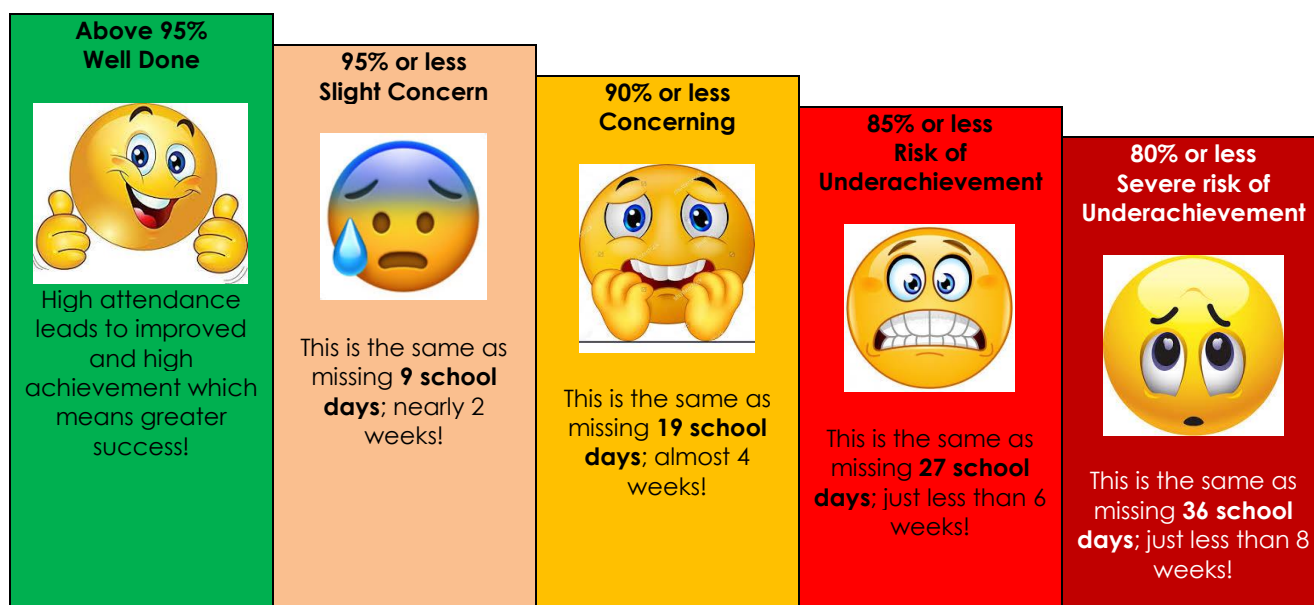 Above 95%
Well Done
High attendance
leads to improved
and high
achievement which
means greater
success!
95% or less
Slight Concern
This is the same as
missing 9 school
days; nearly 2
weeks!
90% or less
Concerning
This is the same as
missing 19 school
days; almost 4
weeks!
85% or less
Risk of
Underachievement
This is the same as
missing 27 school
days; just less than 6
weeks!
80% or less
Severe risk of
Underachievement
This is the same as
missing 36 school
days; just less than 8
weeks!